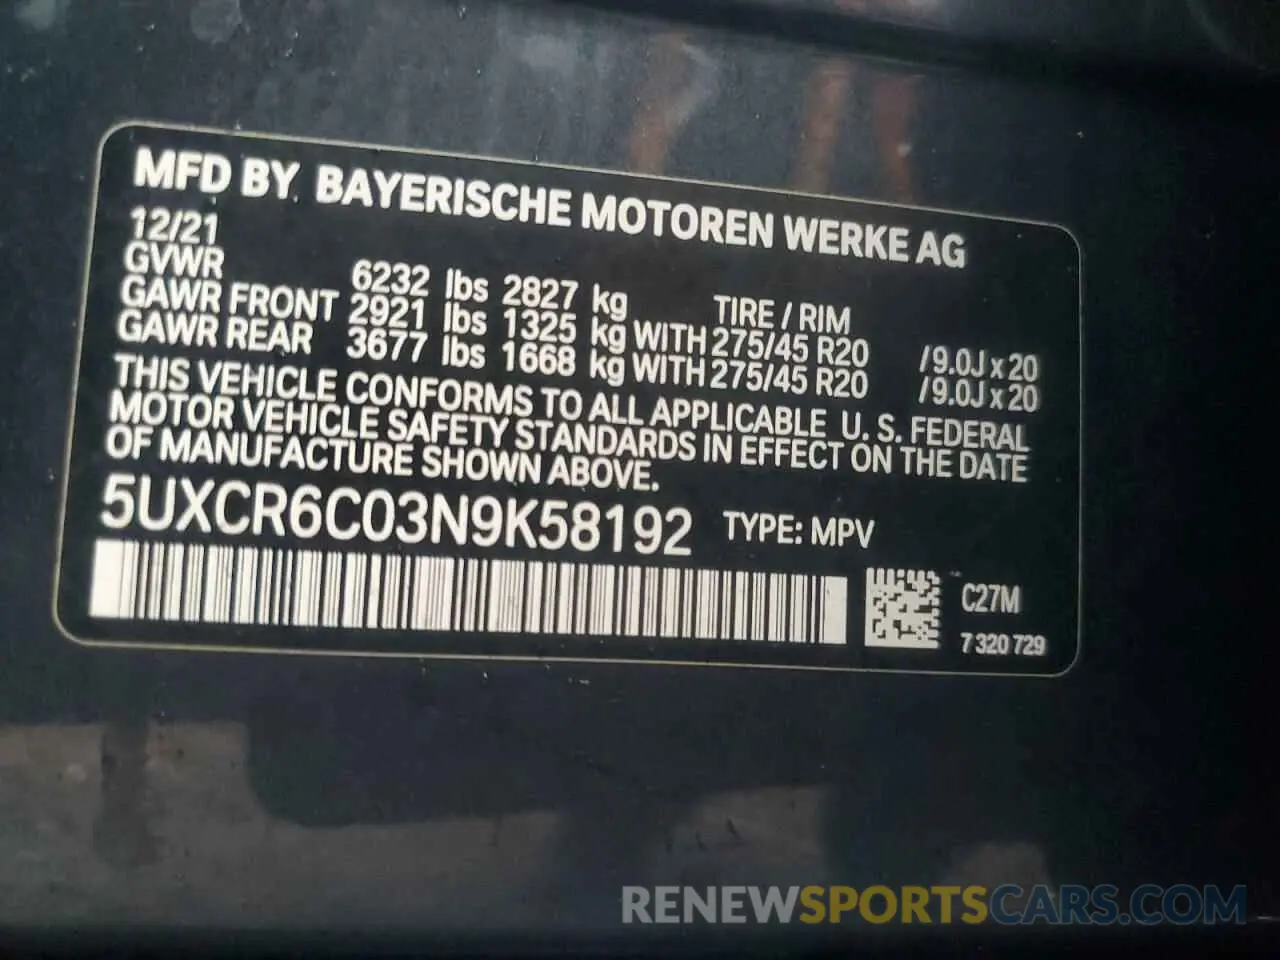 MFD BY BAYERISCHE MOTOREN WERKE AG
12/21
GVWR 6232 lbs 2827 kg TIRE / RIM
GAWR FRONT 2921 lbs 1325 kg WITH 275/45 R20 /9.0J x 20
GAWR REAR 3677 lbs 1668 kg WITH 275/45 R20 /9.0J x 20
THIS VEHICLE CONFORMS TO ALL APPLICABLE U.S. FEDERAL
MOTOR VEHICLE SAFETY STANDARDS IN EFFECT ON THE DATE
OF MANUFACTURE SHOWN ABOVE.
5UXCR6C03N9K58192 TYPE: MPV
C27M
7 320 729
RENEWSPORTSCARS.COM